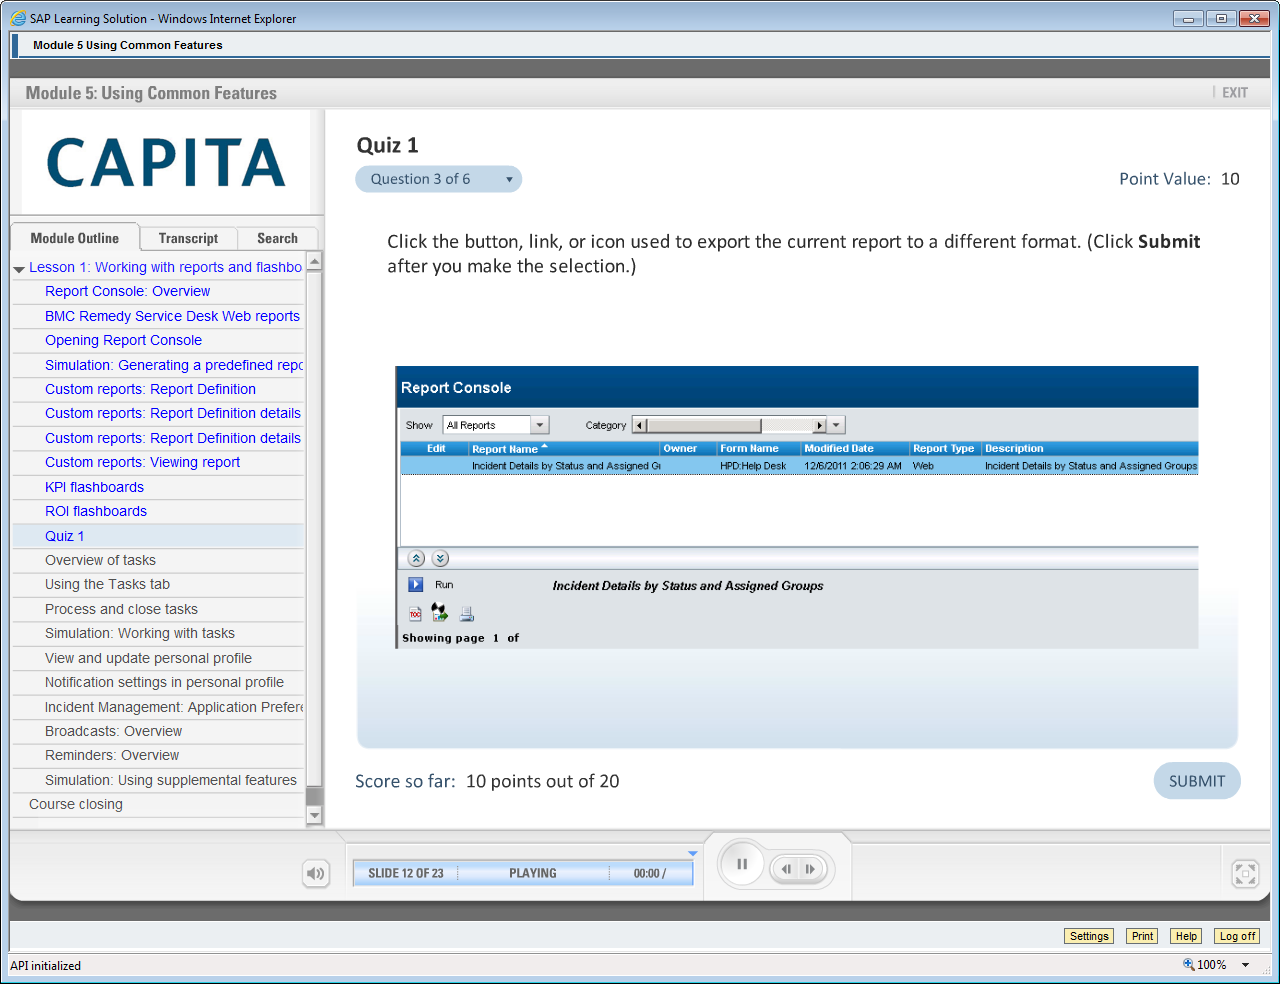 SAP Learning Solution - Windows Internet Explorer
Module 5 Using Common Features
Module 5: Using Common Features
EXIT
CAPITA
Module Outline
Transcript
Search
Lesson 1: Working with reports and flashbo
Report Console: Overview
BMC Remedy Service Desk Web reports
Opening Report Console
Simulation: Generating a predefined repo
Custom reports: Report Definition
Custom reports: Report Definition details
Custom reports: Report Definition details
Custom reports: Viewing report
KPI flashboards
ROI flashboards
Quiz 1
Overview of tasks
Using the Tasks tab
Process and close tasks
Simulation: Working with tasks
View and update personal profile
Notification settings in personal profile
Incident Management: Application Prefere
Broadcasts: Overview
Reminders: Overview
Simulation: Using supplemental features
Course closing
Quiz 1
Question 3 of 6
Point Value: 10
Click the button, link, or icon used to export the current report to a different format. (Click Submit
after you make the selection.)
Report Console
Show All Reports Category
Edit Report Name Owner Form Name Modified Date Report Type Description
Incident Details by Status and Assigned Gr HPD:Help Desk 12/6/2011 2:06:29 AM Web Incident Details by Status and Assigned Groups
Run Incident Details by Status and Assigned Groups
TOC
Showing page 1 of
Score so far: 10 points out of 20
SUBMIT
SLIDE 12 OF 23 PLAYING 00:00 /
Settings Print Help Log off
API initialized
100%